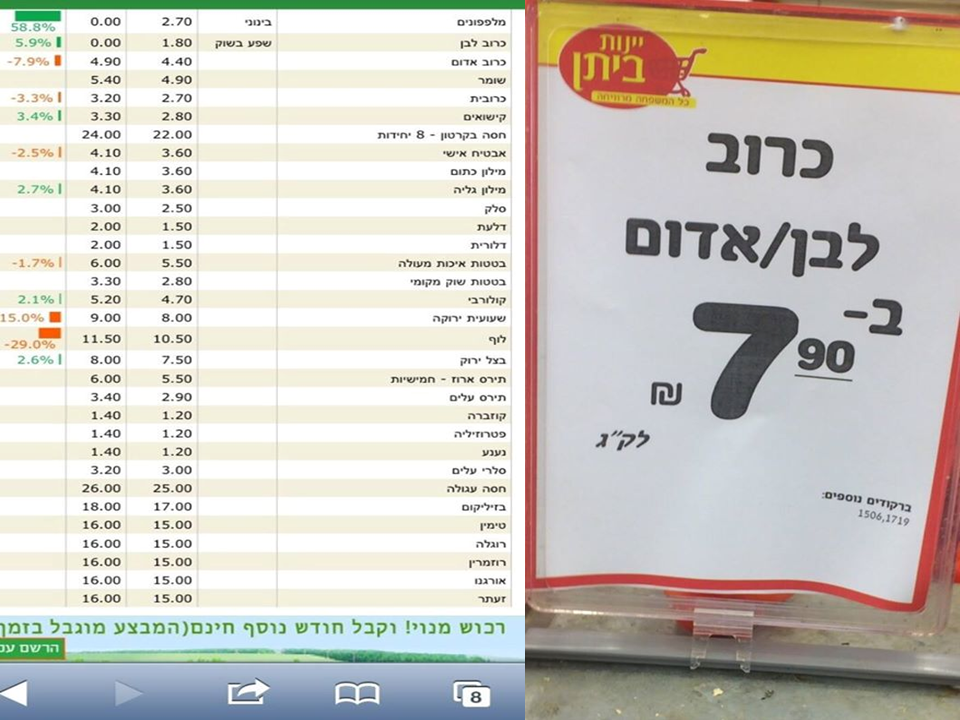 מלפפונים בינוני 2.70 0.00 58.8%
כרוב לבן שפע בשוק 1.80 0.00 5.9%
כרוב אדום 4.40 4.90 -7.9%
שומר 4.90 5.40
כרובית 2.70 3.20 -3.3%
קישואים 2.80 3.30 3.4%
חסה בקרטון - 8 יחידות 22.00 24.00
אבטיח אישי 3.60 4.10 -2.5%
מילון כתום 3.60 4.10
מילון גליה 3.60 4.10 2.7%
סלק 2.50 3.00
דלעת 1.50 2.00
דלורית 1.50 2.00
בטטות איכות מעולה 5.50 6.00 -1.7%
בטטות שוק מקומי 2.80 3.30
קולורבי 4.70 5.20 2.1%
שעועית ירוקה 8.00 9.00 15.0%
לוף 10.50 11.50 -29.0%
בצל ירוק 7.50 8.00 2.6%
תירס ארוז - חמישיות 5.50 6.00
תירס עלים 2.90 3.40
קוזברה 1.20 1.40
פטרוזיליה 1.20 1.40
נענע 1.20 1.40
סלרי עלים 3.00 3.20
חסה עגולה 25.00 26.00
בזיליקום 17.00 18.00
טימין 15.00 16.00
רוגלה 15.00 16.00
רוזמרין 15.00 16.00
אורגנו 15.00 16.00
זעתר 15.00 16.00
רכוש מנוי! וקבל חודש נוסף חינם(המבצע מוגבל בזמן
הרשם
8
יינות
ביתן
כל המשפחה מרוויחה
כרוב
לבן/אדום
ב-
7 90
₪
לק"ג
ברקודים נוספים:
1506,1719